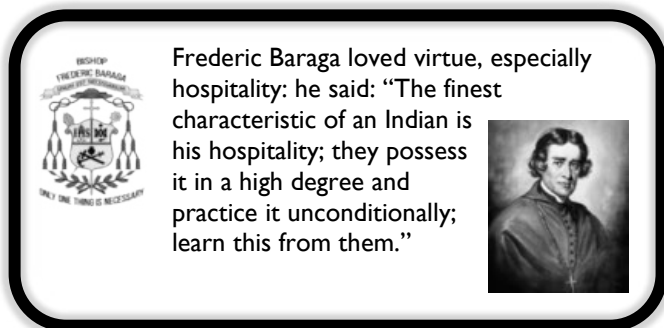 BISHOP
FREDERIC BARAGA
Frederic Baraga loved virtue, especially
hospitality: he said: “The finest
characteristic of an Indian is
his hospitality; they possess
it in a high degree and
practice it unconditionally;
learn this from them.”
ONLY ONE THING IS NECESSARY